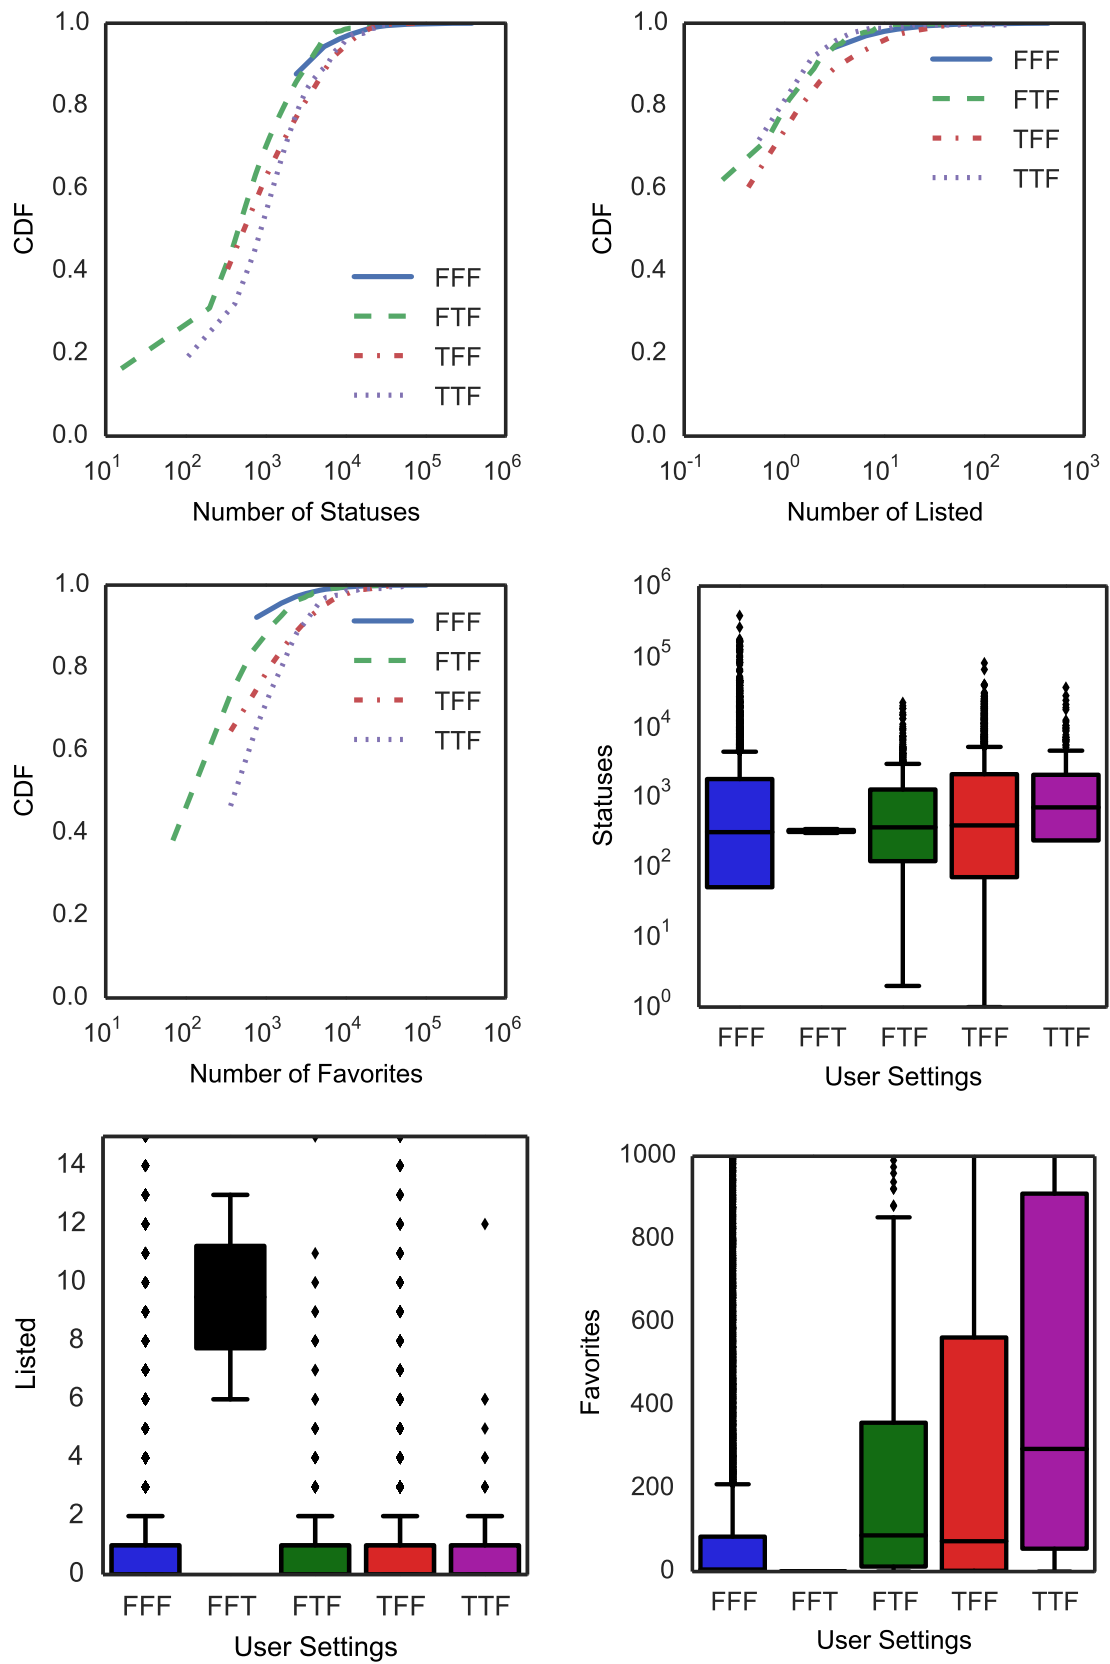 1.0
0.8
0.6
0.4
0.2
0.0
CDF
FFF
FTF
TFF
TTF
10^1 10^2 10^3 10^4 10^5 10^6
Number of Statuses
1.0
0.8
0.6
0.4
0.2
0.0
CDF
FFF
FTF
TFF
TTF
10^-1 10^0 10^1 10^2 10^3
Number of Listed
1.0
0.8
0.6
0.4
0.2
0.0
CDF
FFF
FTF
TFF
TTF
10^1 10^2 10^3 10^4 10^5 10^6
Number of Favorites
10^6
10^5
10^4
10^3
10^2
10^1
10^0
Statuses
FFF FFT FTF TFF TTF
User Settings
14
12
10
8
6
4
2
0
Listed
FFF FFT FTF TFF TTF
User Settings
1000
800
600
400
200
0
Favorites
FFF FFT FTF TFF TTF
User Settings